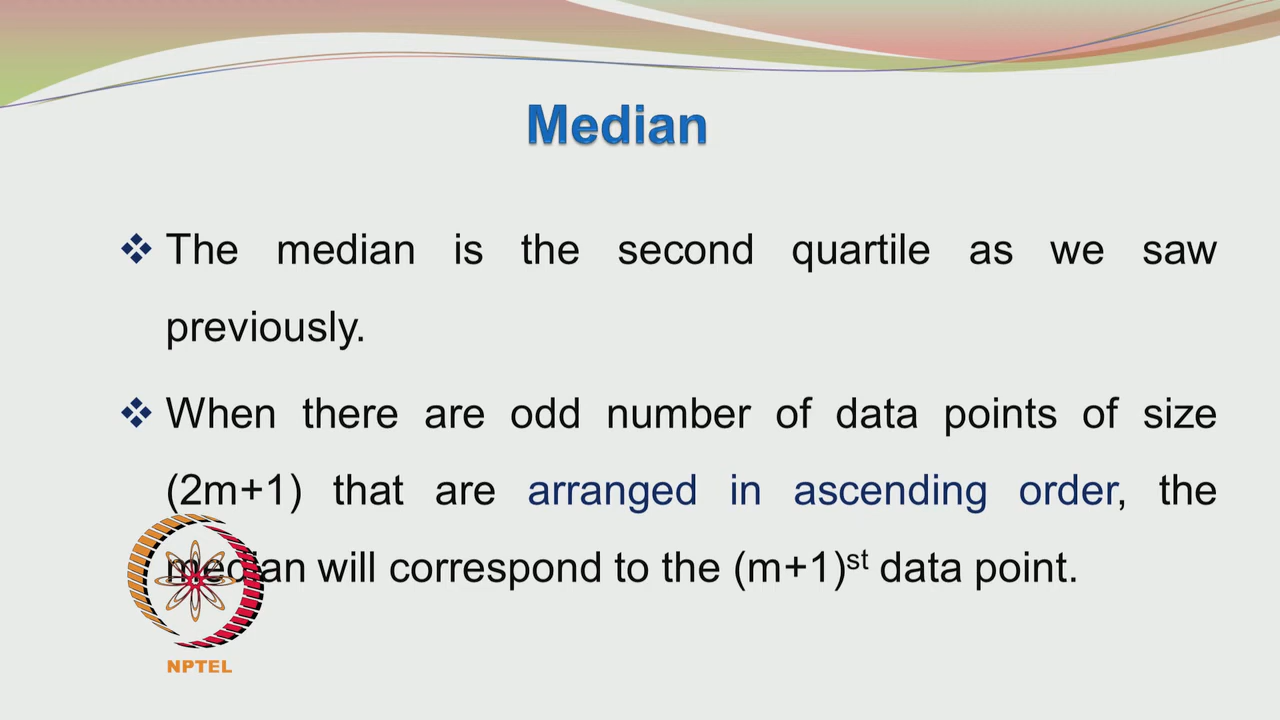 Median
❖ The median is the second quartile as we saw
previously.
❖ When there are odd number of data points of size
(2m+1) that are arranged in ascending order, the
median will correspond to the (m+1)st data point.
NPTEL